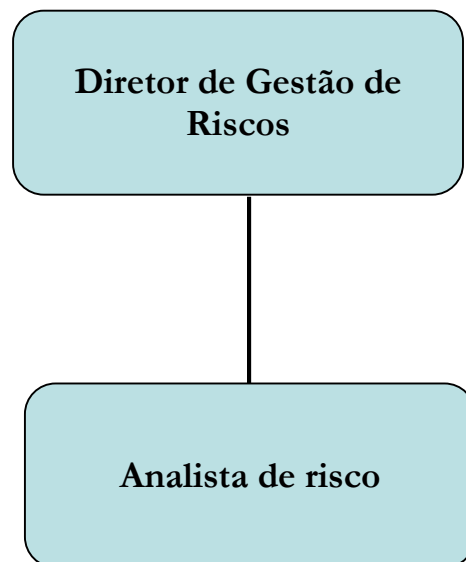 Diretor de Gestão de
Riscos
Analista de risco